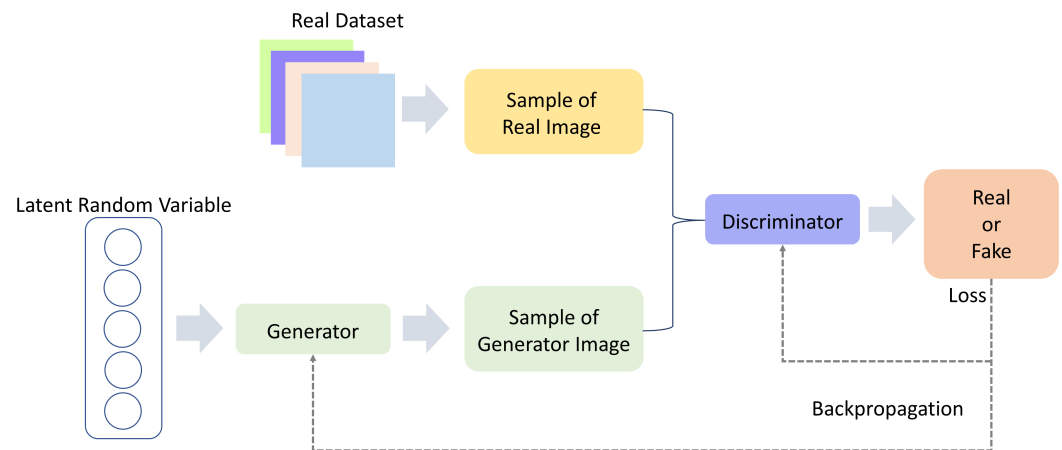 Real Dataset
Sample of
Real Image
Latent Random Variable
Discriminator
Real
or
Fake
Loss
Generator
Sample of
Generator Image
Backpropagation